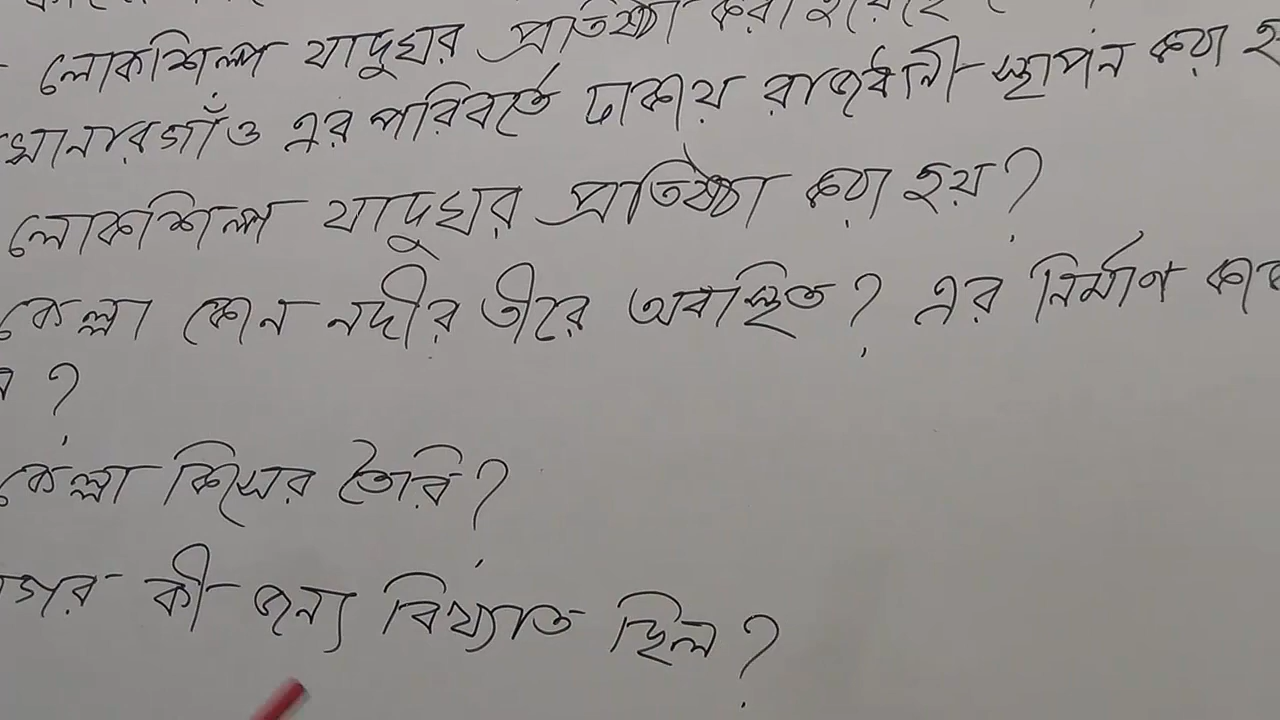 লোকশিল্প যাদুঘর প্রতিষ্ঠা করা হয়েছে
সোনারগাঁও এর পরিবর্তে ঢাকায় রাজধানী স্থাপন করা
লোকশিল্প যাদুঘর প্রতিষ্ঠা করা হয়?
কেল্লা কোন নদীর তীরে অবস্থিত? এর নির্মাণ
?
কেল্লা কিসের তৈরি?
কী জন্য বিখ্যাত ছিল?